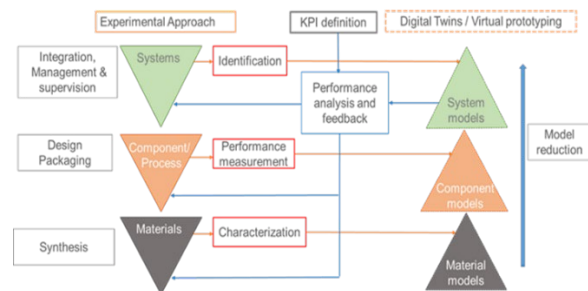 Experimental Approach
KPI definition
Digital Twins / Virtual prototyping
Integration,
Management &
supervision
Systems
Identification
Performance
analysis and
feedback
System
models
Design
Packaging
Component/
Process
Performance
measurement
Component
models
Model
reduction
Synthesis
Materials
Characterization
Material
models